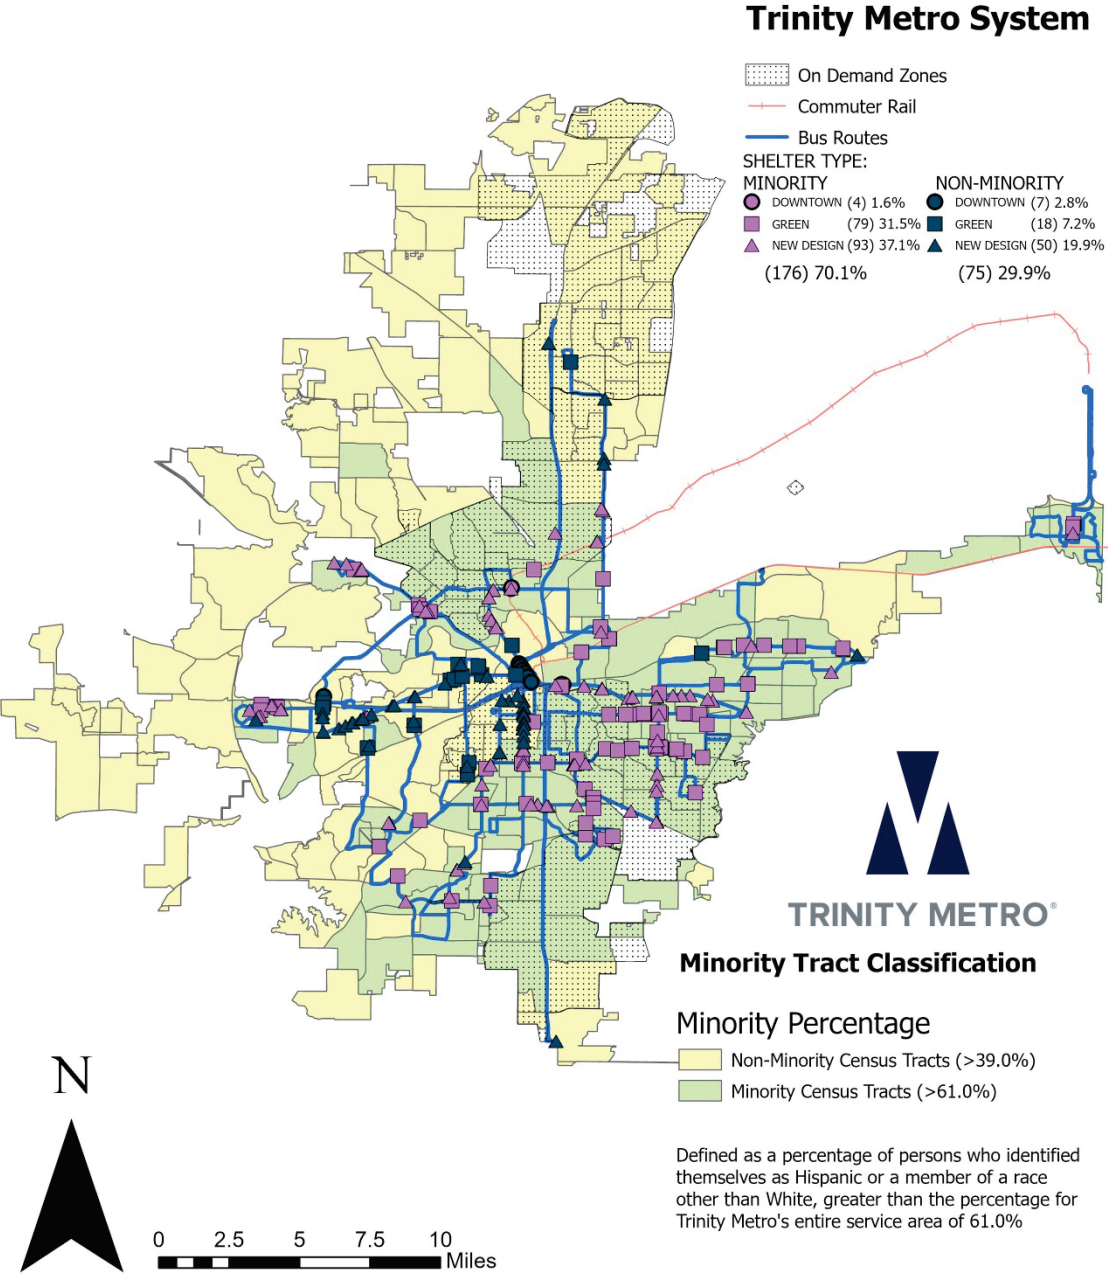 Trinity Metro System
On Demand Zones
Commuter Rail
Bus Routes
SHELTER TYPE:
MINORITY
DOWNTOWN (4) 1.6%
GREEN (79) 31.5%
NEW DESIGN (93) 37.1%
(176) 70.1%
NON-MINORITY
DOWNTOWN (7) 2.8%
GREEN (18) 7.2%
NEW DESIGN (50) 19.9%
(75) 29.9%
TRINITY METRO®
Minority Tract Classification
Minority Percentage
Non-Minority Census Tracts (>39.0%)
Minority Census Tracts (>61.0%)
Defined as a percentage of persons who identified
themselves as Hispanic or a member of a race
other than White, greater than the percentage for
Trinity Metro's entire service area of 61.0%
N
0 2.5 5 7.5 10
Miles